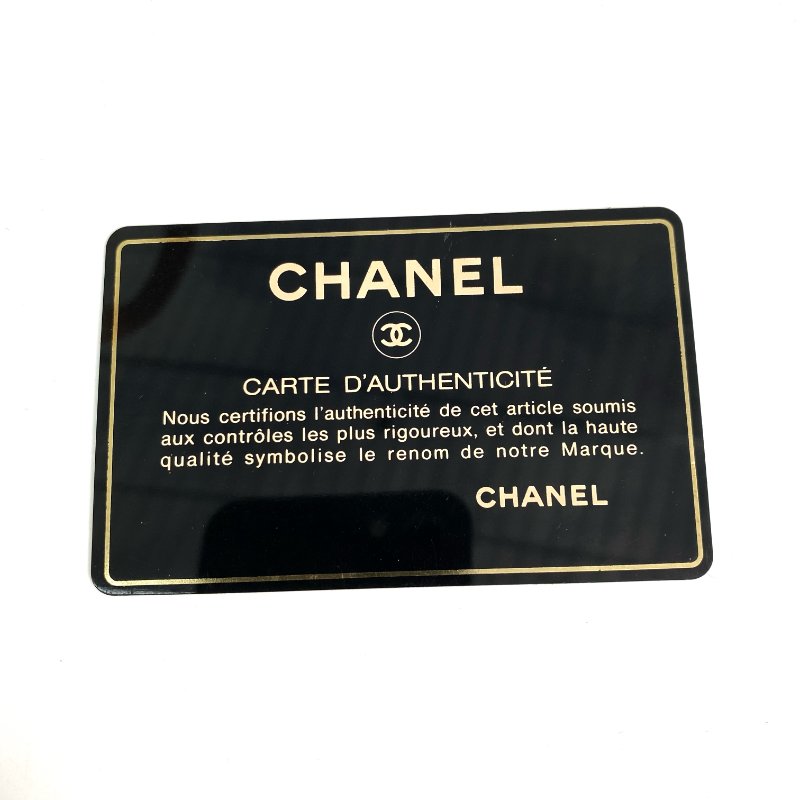 CHANEL
CARTE D'AUTHENTICITÉ
Nous certifions l'authenticité de cet article soumis
aux contrôles les plus rigoureux, et dont la haute
qualité symbolise le renom de notre Marque.
CHANEL